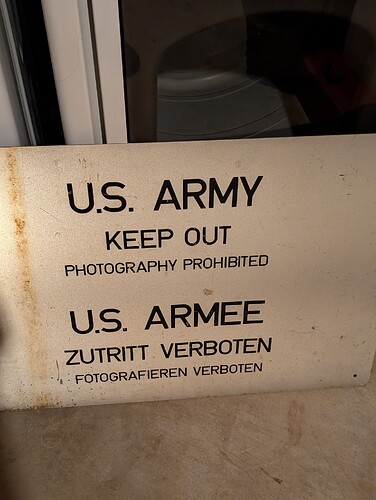 U.S. ARMY
KEEP OUT
PHOTOGRAPHY PROHIBITED
U.S. ARMEE
ZUTRITT VERBOTEN
FOTOGRAFIEREN VERBOTEN